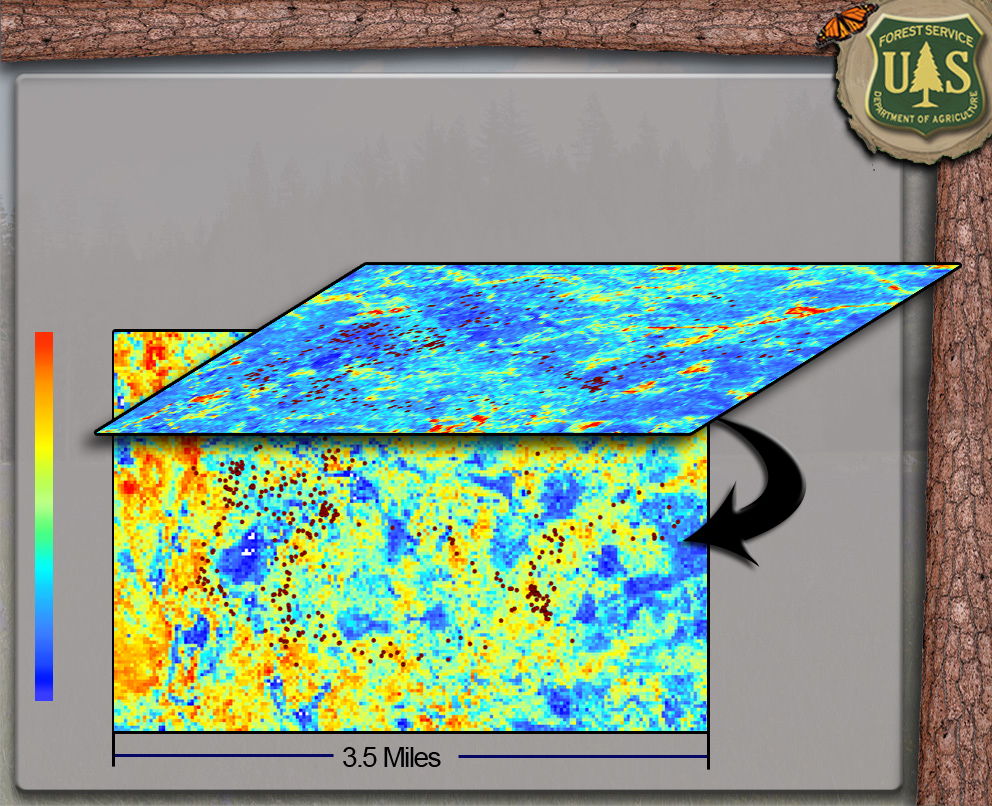 FOREST SERVICE
U S
DEPARTMENT OF AGRICULTURE
3.5 Miles